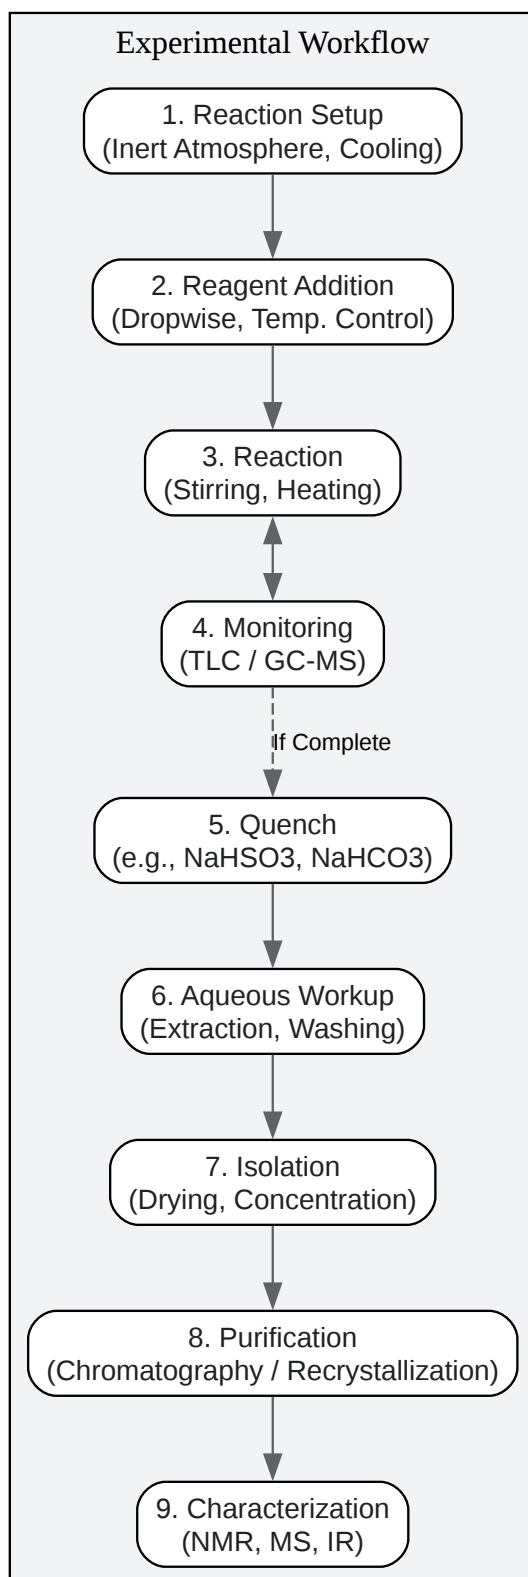 Experimental Workflow
1. Reaction Setup
(Inert Atmosphere, Cooling)
2. Reagent Addition
(Dropwise, Temp. Control)
3. Reaction
(Stirring, Heating)
4. Monitoring
(TLC / GC-MS)
If Complete
5. Quench
(e.g., NaHSO3, NaHCO3)
6. Aqueous Workup
(Extraction, Washing)
7. Isolation
(Drying, Concentration)
8. Purification
(Chromatography / Recrystallization)
9. Characterization
(NMR, MS, IR)